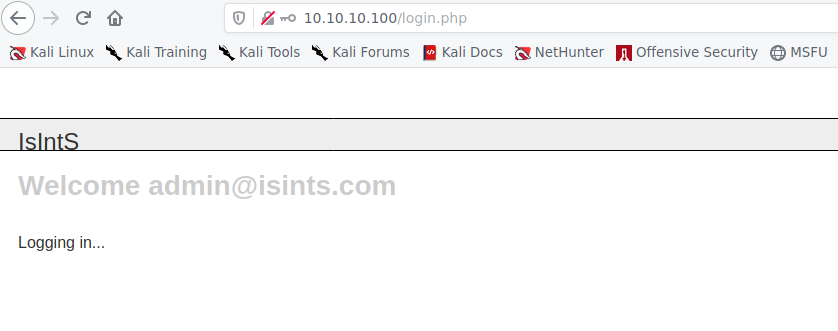 10.10.10.100/login.php
Kali Linux Kali Training Kali Tools Kali Forums Kali Docs NetHunter Offensive Security MSFU
IsIntS
Welcome admin@isints.com
Logging in...